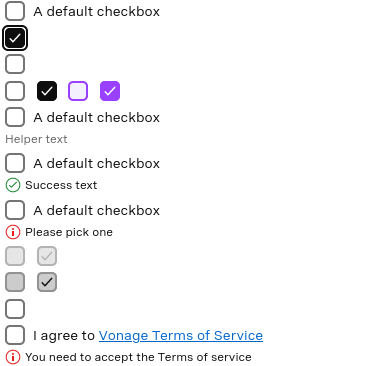 A default checkbox
A default checkbox
Helper text
A default checkbox
Success text
A default checkbox
Please pick one
I agree to Vonage Terms of Service
You need to accept the Terms of service